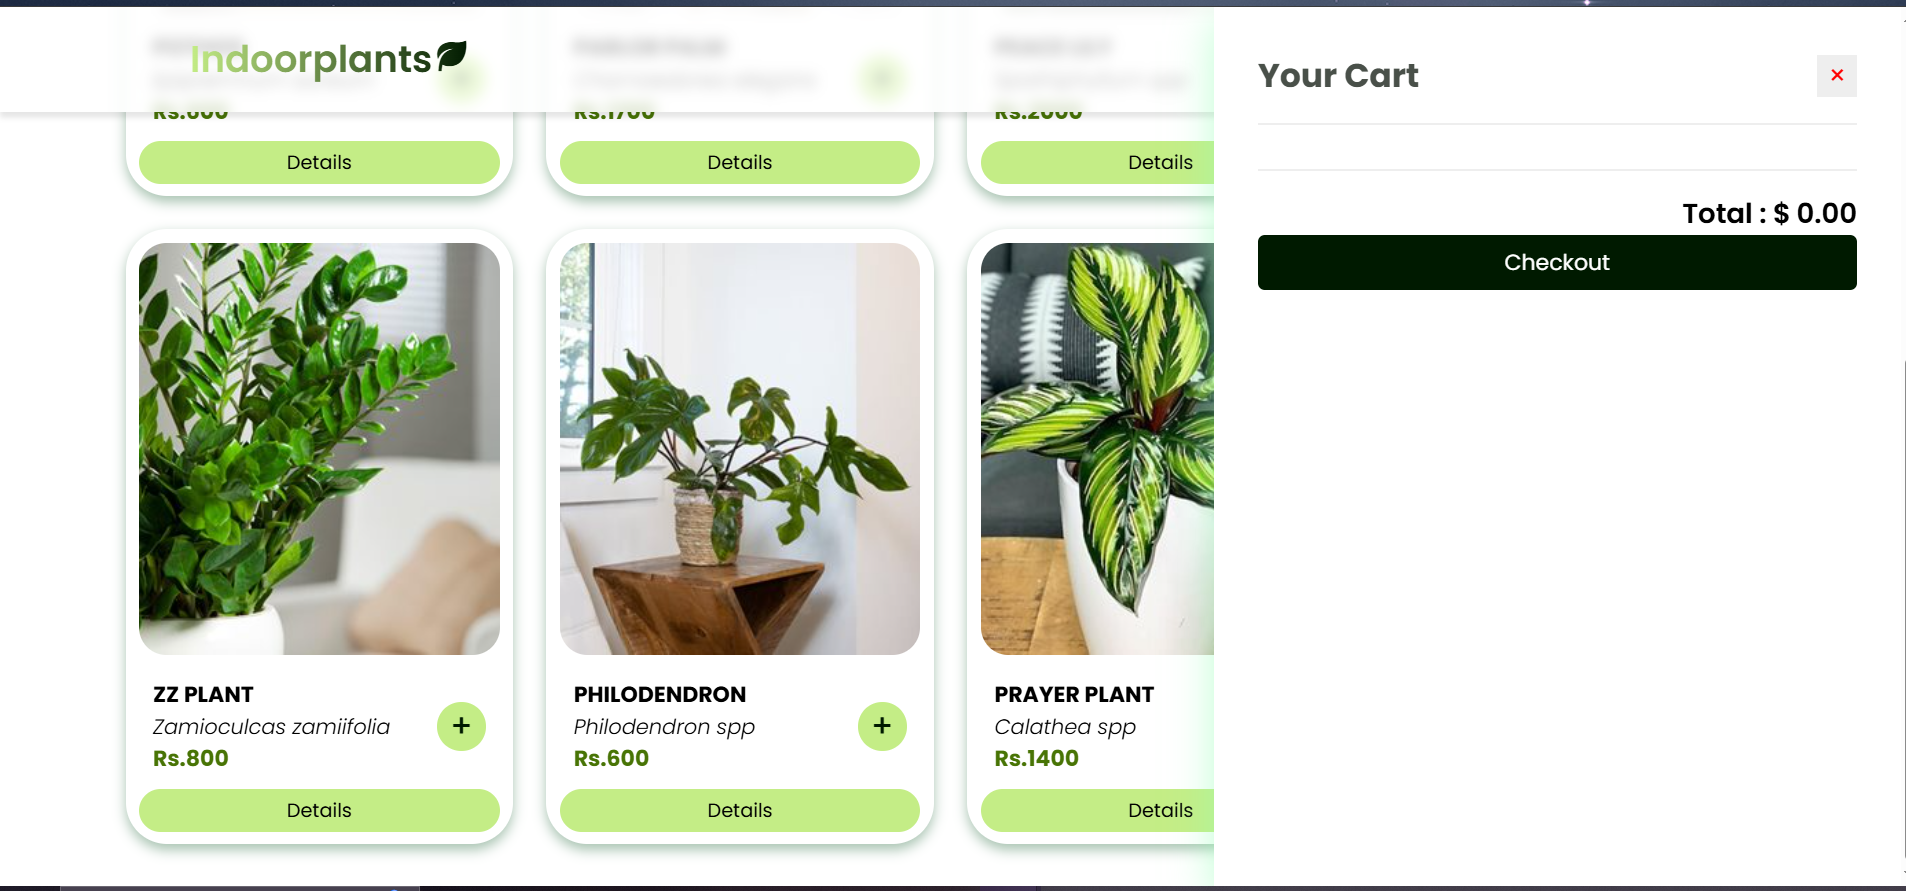 Indoorplants
Your Cart
×
Rs.600
Rs.1700
Rs.2000
Details
Details
Details
Total : $ 0.00
Checkout
ZZ PLANT
Zamioculcas zamiifolia
Rs.800
+
Details
PHILODENDRON
Philodendron spp
Rs.600
+
Details
PRAYER PLANT
Calathea spp
Rs.1400
Details